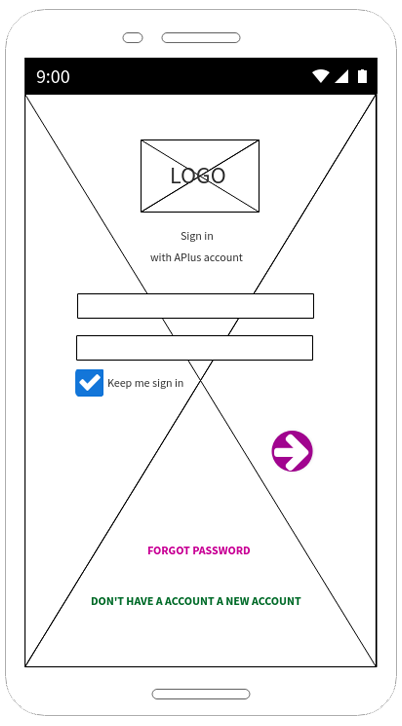 9:00
LOGO
Sign in
with APlus account
Keep me sign in
FORGOT PASSWORD
DON'T HAVE A ACCOUNT A NEW ACCOUNT